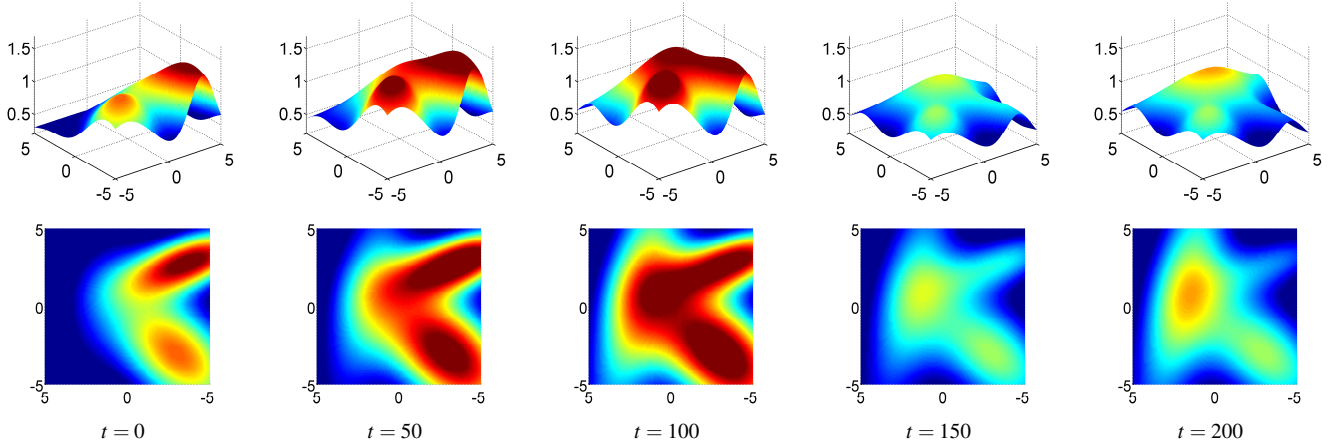 1.5 1.5 1.5 1.5 1.5
1 1 1 1 1
0.5 0.5 0.5 0.5 0.5
5 5 5 5 5 5 5 5 5 5
0 0 0 0 0 0 0 0 0 0
-5 -5 -5 -5 -5 -5 -5 -5 -5 -5
5 5 5 5 5
0 0 0 0 0
-5 -5 -5 -5 -5
5 0 -5 5 0 -5 5 0 -5 5 0 -5 5 0 -5
t = 0 t = 50 t = 100 t = 150 t = 200